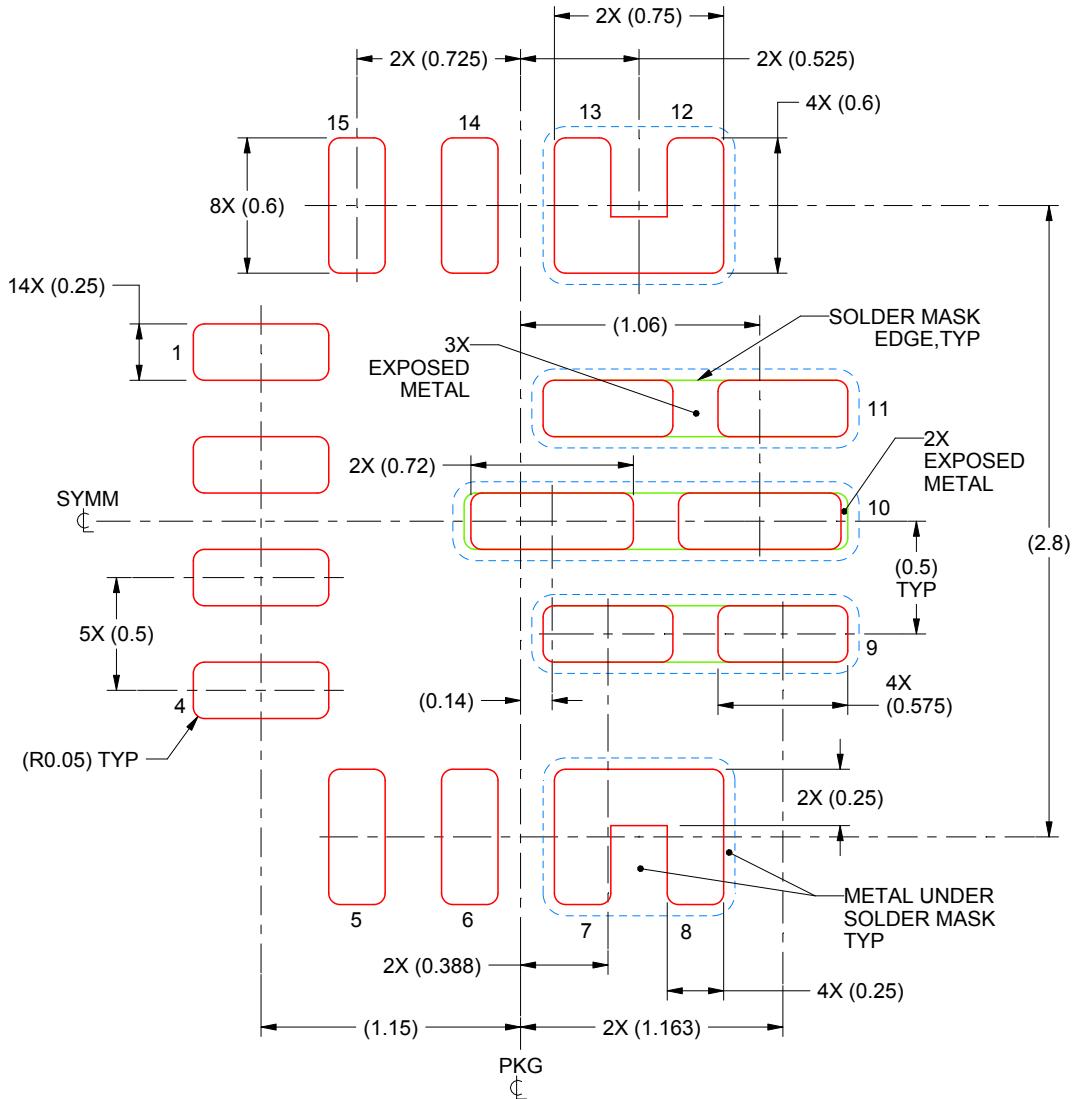 2X (0.75)
2X (0.725)
2X (0.525)
4X (0.6)
15
14
13
12
8X (0.6)
14X (0.25)
1
(1.06)
SOLDER MASK
EDGE,TYP
3X
EXPOSED
METAL
11
2X
EXPOSED
METAL
2X (0.72)
SYMM
10
(2.8)
(0.5)
TYP
5X (0.5)
9
4X
(0.575)
(0.14)
4
(R0.05) TYP
2X (0.25)
METAL UNDER
SOLDER MASK
TYP
5
6
7
8
2X (0.388)
4X (0.25)
(1.15)
2X (1.163)
PKG